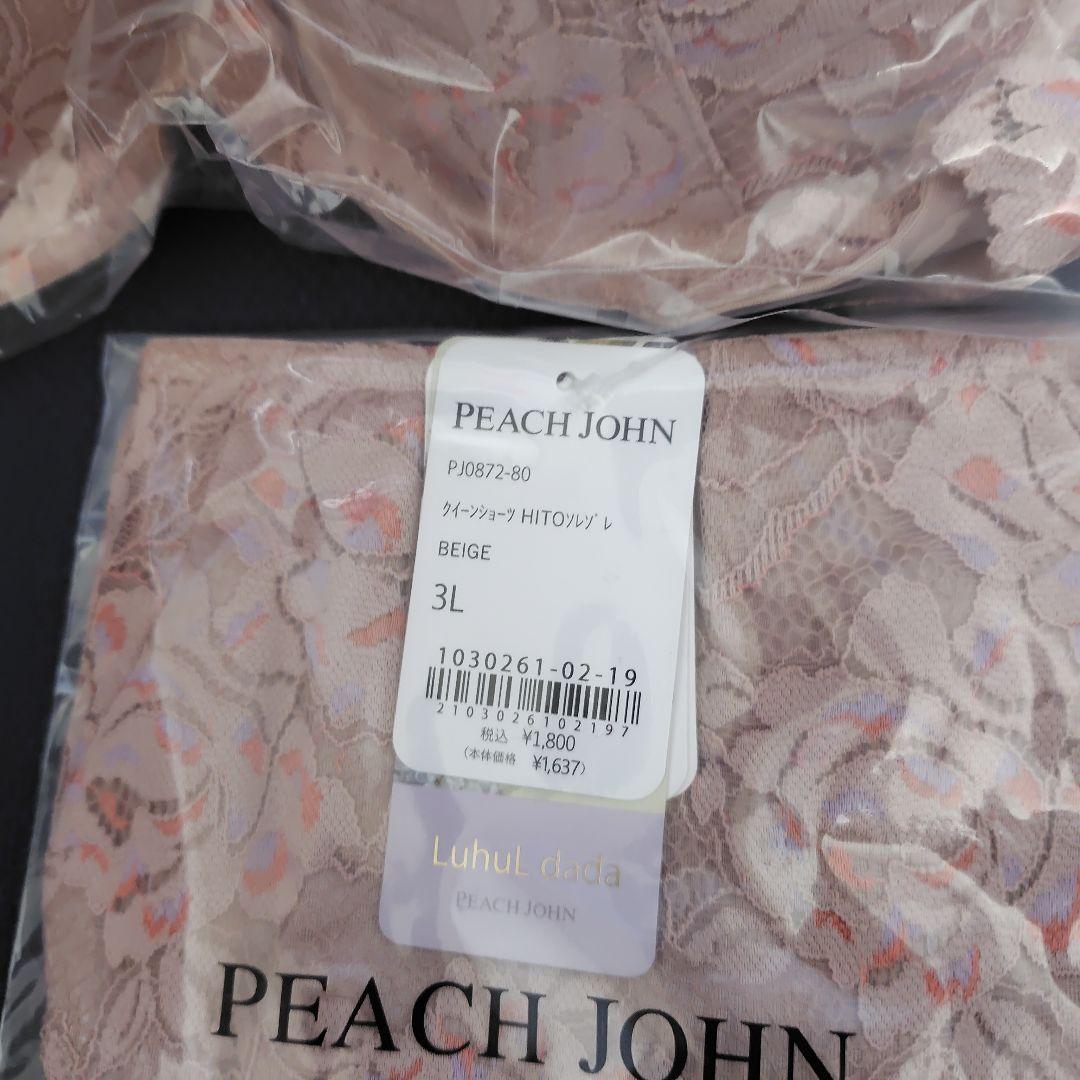 PEACH JOHN
PJ0872-80
ｸｲｰﾝｼｮｰﾂ HITOｿﾚｿﾞﾚ
BEIGE
3L
1030261-02-19
2103026102197
税込 ¥1,800
(本体価格 ¥1,637)
LuhuL dada
PEACH JOHN
PEACH JOHN